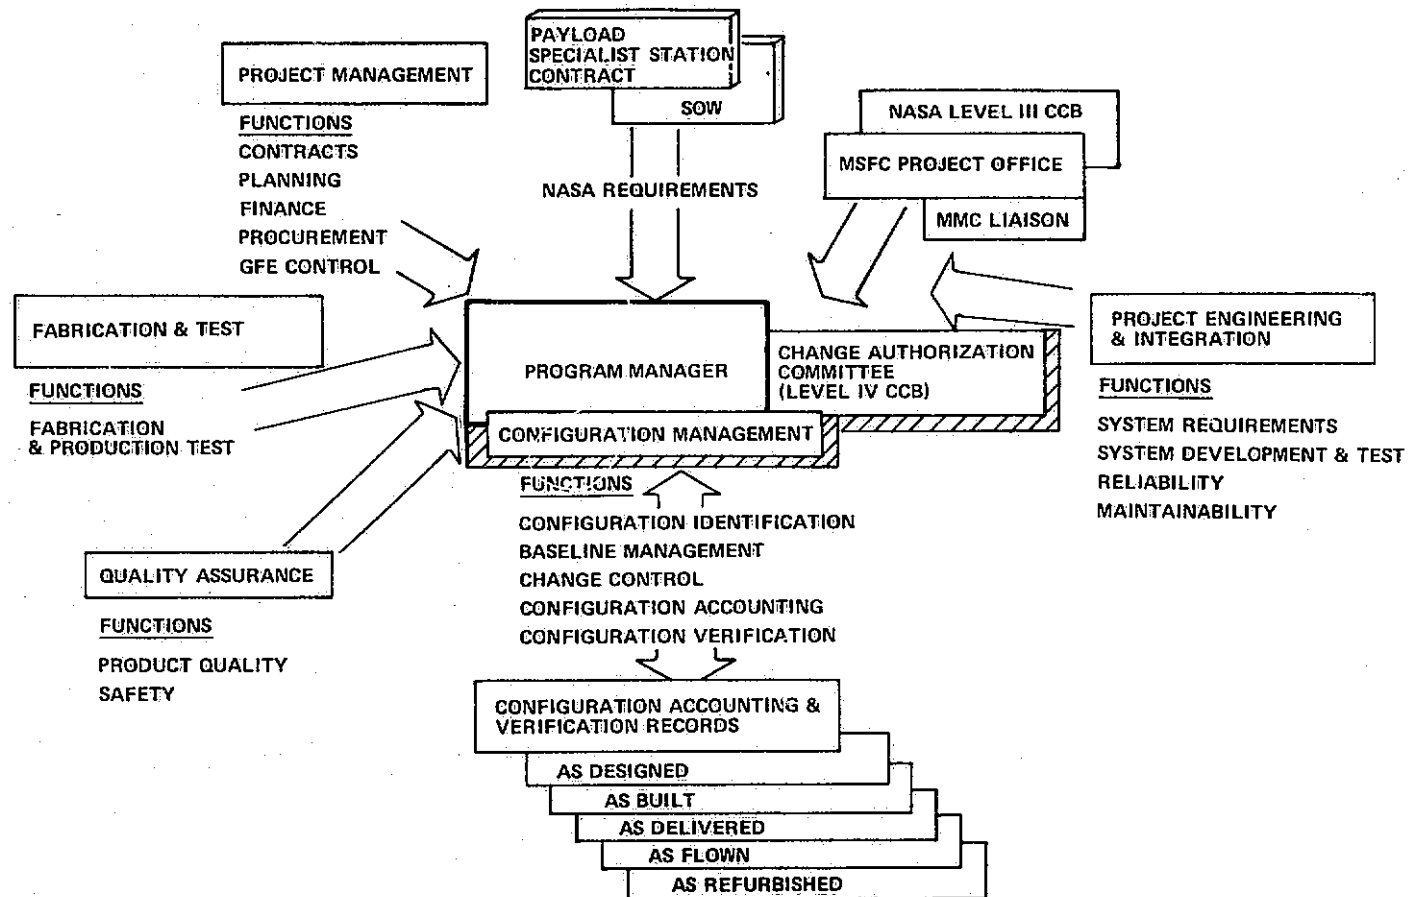 PAYLOAD
SPECIALIST STATION
CONTRACT
SOW
PROJECT MANAGEMENT
FUNCTIONS
CONTRACTS
PLANNING
FINANCE
PROCUREMENT
GFE CONTROL
NASA REQUIREMENTS
NASA LEVEL III CCB
MSFC PROJECT OFFICE
MMC LIAISON
FABRICATION & TEST
FUNCTIONS
FABRICATION
& PRODUCTION TEST
PROGRAM MANAGER
CHANGE AUTHORIZATION
COMMITTEE
(LEVEL IV CCB)
PROJECT ENGINEERING
& INTEGRATION
FUNCTIONS
SYSTEM REQUIREMENTS
SYSTEM DEVELOPMENT & TEST
RELIABILITY
MAINTAINABILITY
CONFIGURATION MANAGEMENT
FUNCTIONS
CONFIGURATION IDENTIFICATION
BASELINE MANAGEMENT
CHANGE CONTROL
CONFIGURATION ACCOUNTING
CONFIGURATION VERIFICATION
QUALITY ASSURANCE
FUNCTIONS
PRODUCT QUALITY
SAFETY
CONFIGURATION ACCOUNTING &
VERIFICATION RECORDS
AS DESIGNED
AS BUILT
AS DELIVERED
AS FLOWN
AS REFURBISHED